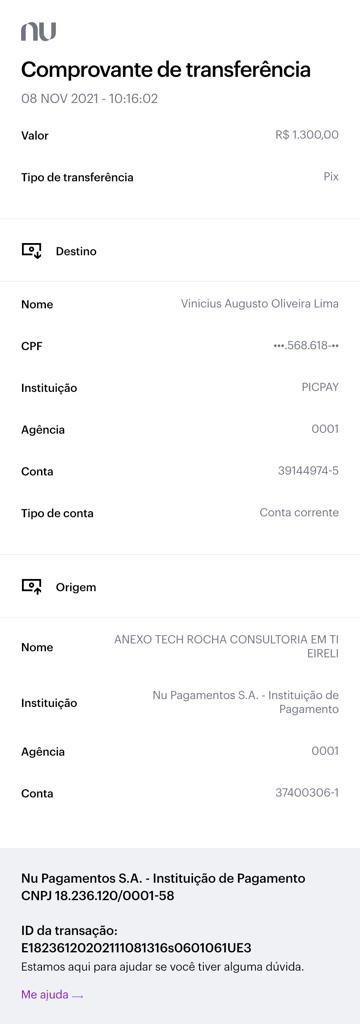 nu
Comprovante de transferência
08 NOV 2021 - 10:16:02
Valor R$ 1.300,00
Tipo de transferência Pix
Destino
Nome Vinicius Augusto Oliveira Lima
CPF •••.568.618-••
Instituição PICPAY
Agência 0001
Conta 39144974-5
Tipo de conta Conta corrente
Origem
Nome ANEXO TECH ROCHA CONSULTORIA EM TI
EIRELI
Instituição Nu Pagamentos S.A. - Instituição de
Pagamento
Agência 0001
Conta 37400306-1
Nu Pagamentos S.A. - Instituição de Pagamento
CNPJ 18.236.120/0001-58
ID da transação:
E18236120202111081316s0601061UE3
Estamos aqui para ajudar se você tiver alguma dúvida.
Me ajuda →